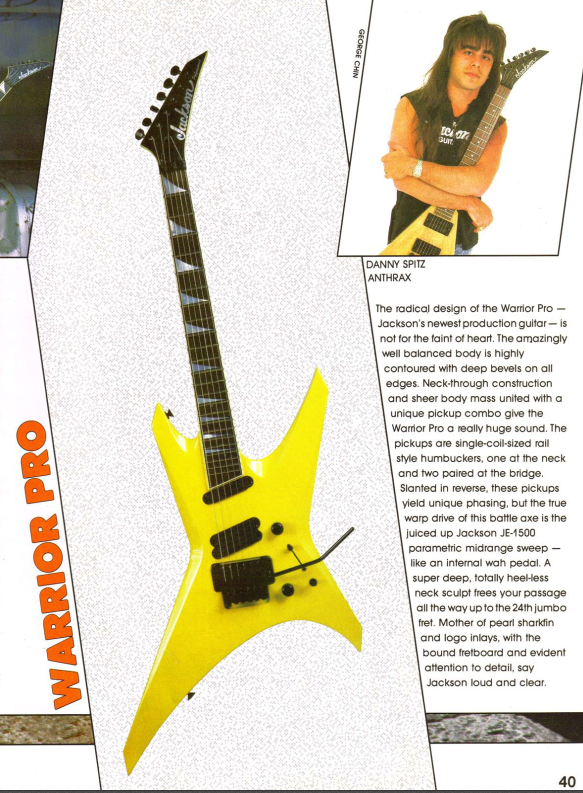 Jackson
GEORGE CHIN
Jackson
Jackson
GUIT
DANNY SPITZ
ANTHRAX
The radical design of the Warrior Pro —
Jackson's newest production guitar — is
not for the faint of heart. The amazingly
well balanced body is highly
contoured with deep bevels on all
edges. Neck-through construction
and sheer body mass united with a
unique pickup combo give the
Warrior Pro a really huge sound. The
pickups are single-coil-sized rail
style humbuckers, one at the neck
and two paired at the bridge.
Slanted in reverse, these pickups
yield unique phasing, but the true
warp drive of this battle axe is the
juiced up Jackson JE-1500
parametric midrange sweep —
like an internal wah pedal. A
super deep, totally heel-less
neck sculpt frees your passage
all the way up to the 24th jumbo
fret. Mother of pearl sharkfin
and logo inlays, with the
bound fretboard and evident
attention to detail, say
Jackson loud and clear.
WARRIOR PRO
Jackson
40